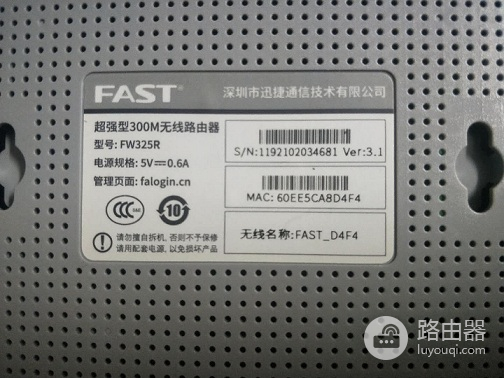 FAST® 深圳市迅捷通信技术有限公司
超强型300M无线路由器
型号: FW325R
电源规格: 5V⎓0.6A
管理页面: falogin.cn
S/N:1192102034681 Ver:3.1
MAC: 60EE5CA8D4F4
无线名称:FAST_D4F4
CCC
10
请勿擅自拆机, 否则不予保修
请用配套电源, 以免损坏产品
路由器
luyouqi.com